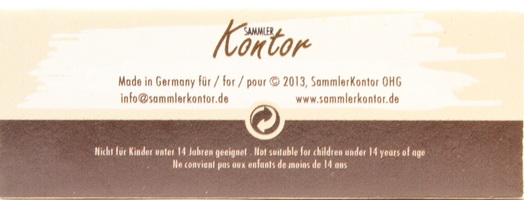 SAMMLER
Kontor
Made in Germany für / for / pour © 2013, SammlerKontor OHG
info@sammlerkontor.de www.sammlerkontor.de
Nicht für Kinder unter 14 Jahren geeignet . Not suitable for children under 14 years of age
Ne convient pas aux enfants de moins de 14 ans